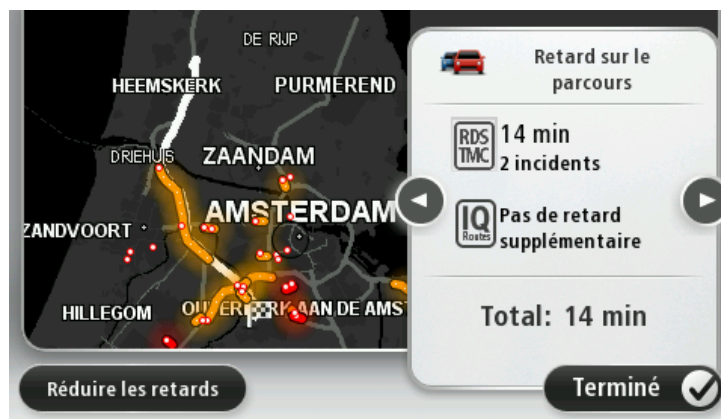 DE RIJP
HEEMSKERK
PURMEREND
DRIEHUIS
ZAANDAM
AMSTERDAM
ZANDVOORT
HILLEGOM
AAN DE AMS
Retard sur le
parcours
RDS
TMC
14 min
2 incidents
IQ
Routes
Pas de retard
supplémentaire
Total: 14 min
Réduire les retards
Terminé